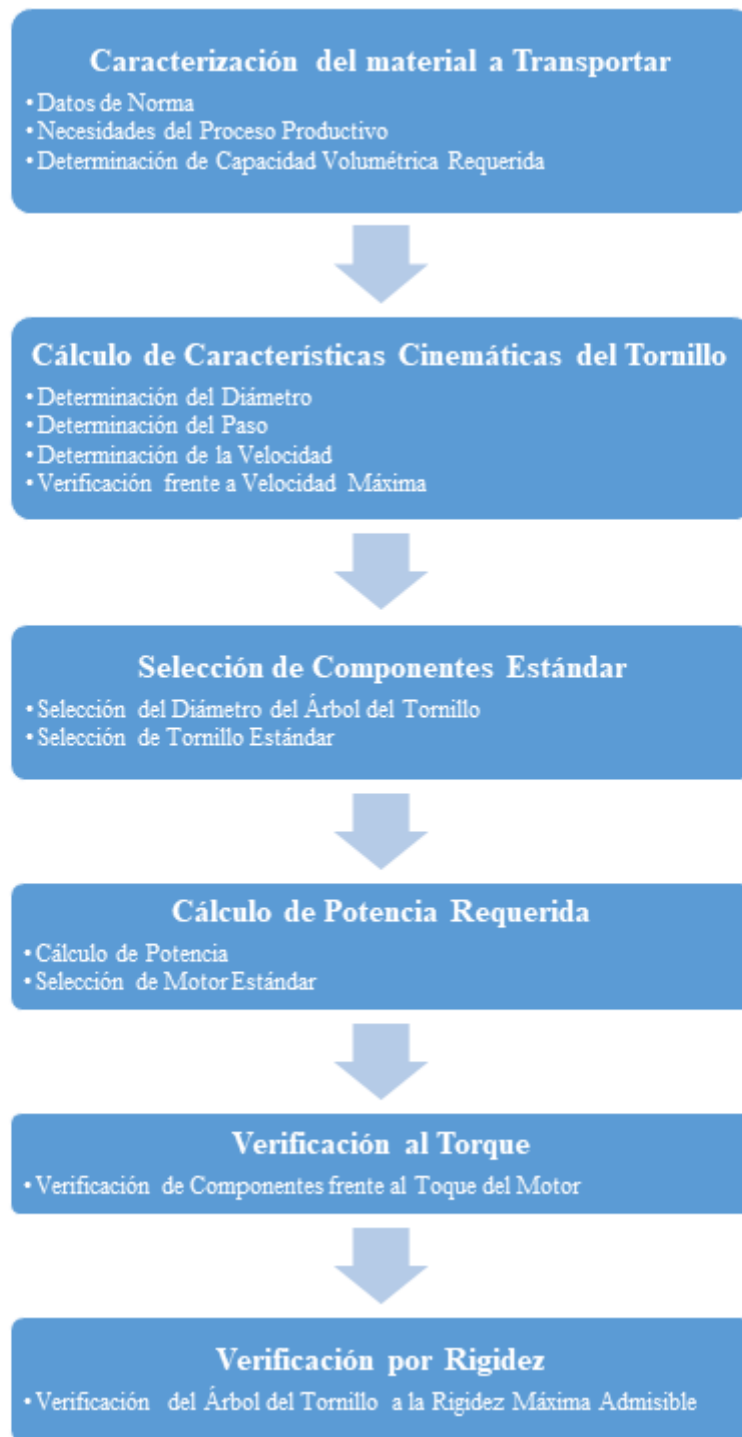 Caracterización del material a Transportar
• Datos de Norma
• Necesidades del Proceso Productivo
• Determinación de Capacidad Volumétrica Requerida
Cálculo de Características Cinemáticas del Tornillo
• Determinación del Diámetro
• Determinación del Paso
• Determinación de la Velocidad
• Verificación frente a Velocidad Máxima
Selección de Componentes Estándar
• Selección del Diámetro del Árbol del Tornillo
• Selección de Tornillo Estándar
Cálculo de Potencia Requerida
• Cálculo de Potencia
• Selección de Motor Estándar
Verificación al Torque
• Verificación de Componentes frente al Toque del Motor
Verificación por Rigidez
• Verificación del Árbol del Tornillo a la Rigidez Máxima Admisible